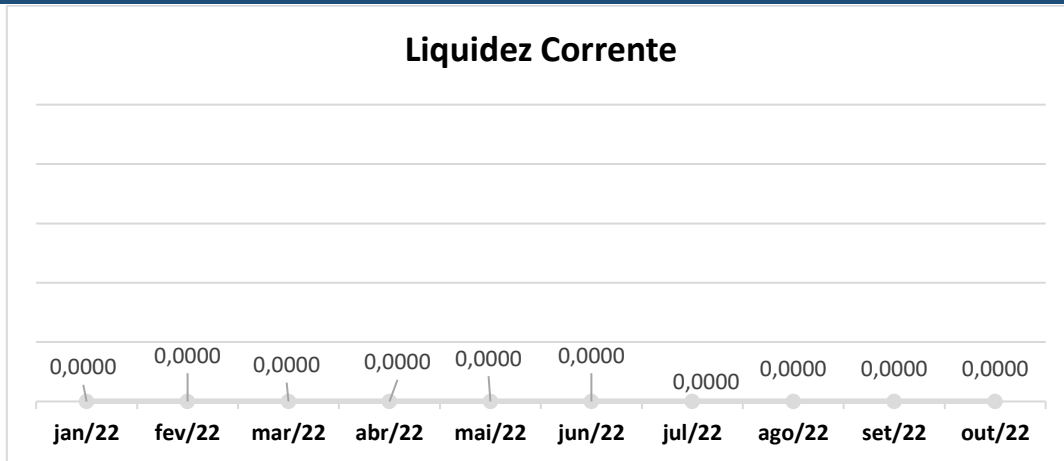 Liquidez Corrente
0,0000 0,0000 0,0000 0,0000 0,0000 0,0000 0,0000 0,0000 0,0000 0,0000
jan/22 fev/22 mar/22 abr/22 mai/22 jun/22 jul/22 ago/22 set/22 out/22